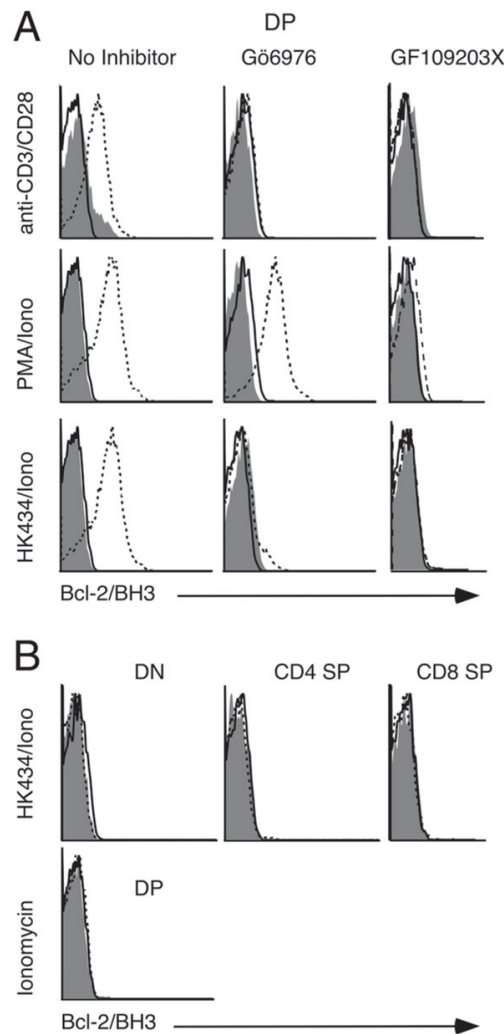 A
DP
No Inhibitor Gö6976 GF109203X
anti-CD3/CD28
PMA/Iono
HK434/Iono
Bcl-2/BH3
B
DN CD4 SP CD8 SP
HK434/Iono
DP
Ionomycin
Bcl-2/BH3